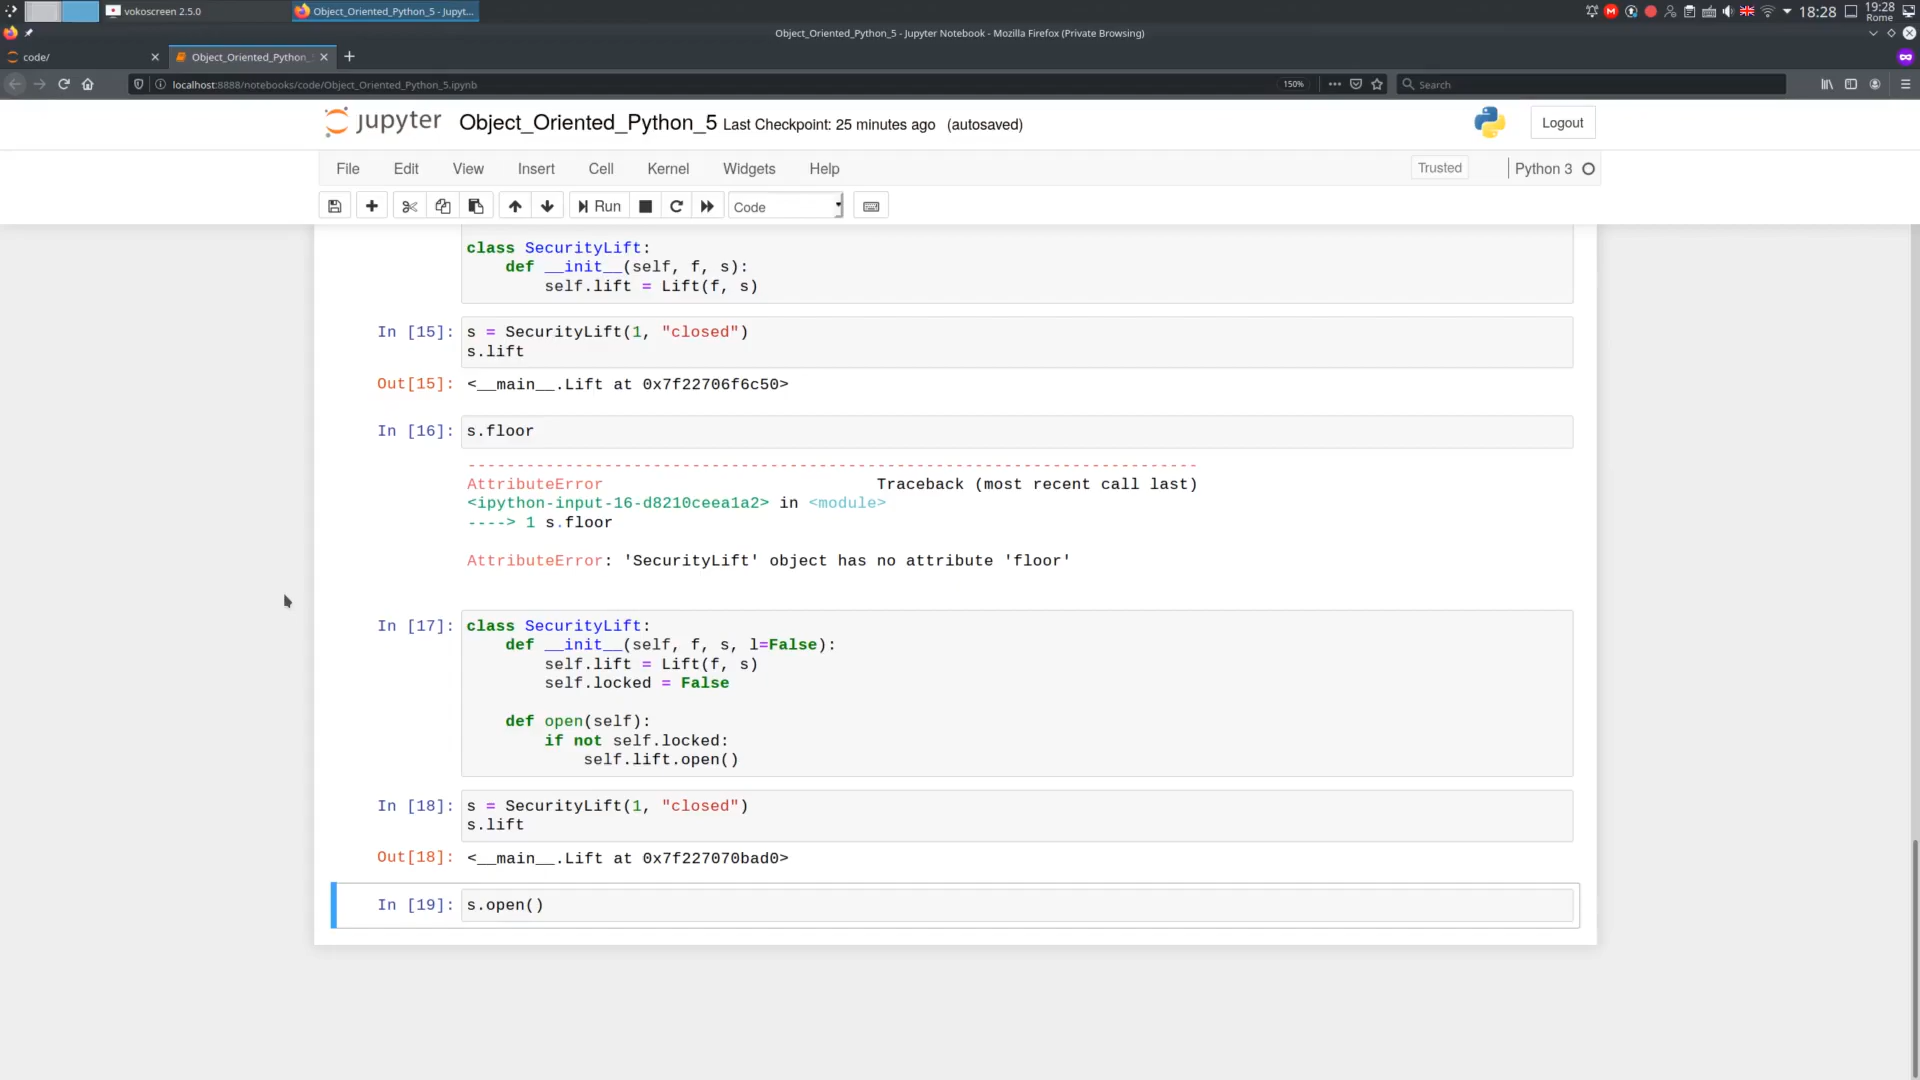 vokoscreen 2.5.0
Object_Oriented_Python_5 - Jupyt...
18:28
19:28
Rome
Object_Oriented_Python_5 - Jupyter Notebook - Mozilla Firefox (Private Browsing)
code/
Object_Oriented_Python_
localhost:8888/notebooks/code/Object_Oriented_Python_5.ipynb
150%
Search
jupyter
Object_Oriented_Python_5 Last Checkpoint: 25 minutes ago (autosaved)
Logout
File Edit View Insert Cell Kernel Widgets Help
Trusted
Python 3
Run
Code
class SecurityLift:
    def __init__(self, f, s):
        self.lift = Lift(f, s)
In [15]: s = SecurityLift(1, "closed")
s.lift
Out[15]: <__main__.Lift at 0x7f22706f6c50>
In [16]: s.floor
---------------------------------------------------------------------------
AttributeError                            Traceback (most recent call last)
<ipython-input-16-d8210ceea1a2> in <module>
----> 1 s.floor
AttributeError: 'SecurityLift' object has no attribute 'floor'
In [17]: class SecurityLift:
    def __init__(self, f, s, l=False):
        self.lift = Lift(f, s)
        self.locked = False
    def open(self):
        if not self.locked:
            self.lift.open()
In [18]: s = SecurityLift(1, "closed")
s.lift
Out[18]: <__main__.Lift at 0x7f227070bad0>
In [19]: s.open()